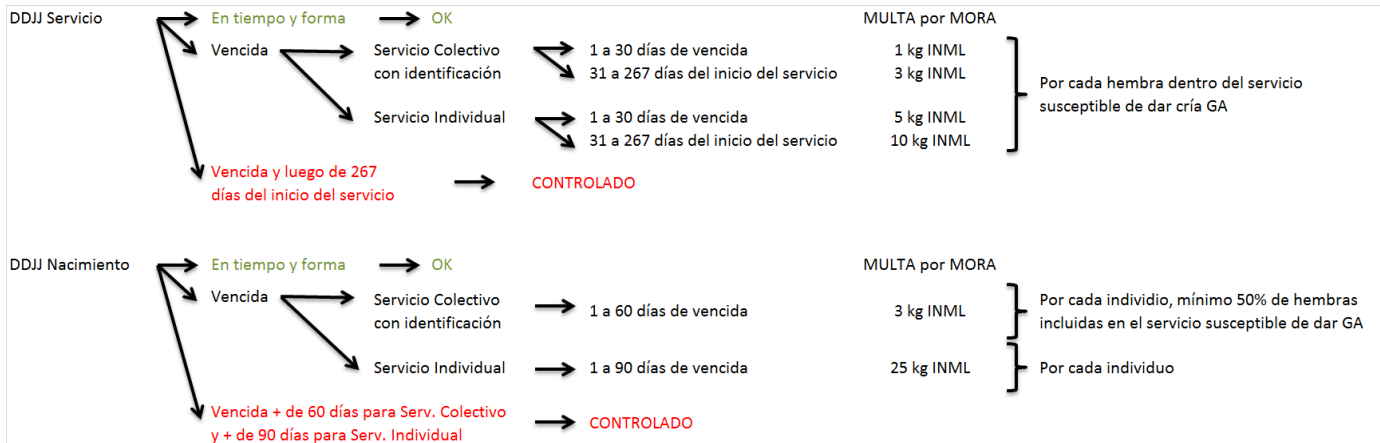 DDJJ Servicio
En tiempo y forma
OK
MULTA por MORA
Vencida
Servicio Colectivo
con identificación
1 a 30 días de vencida
1 kg INML
31 a 267 días del inicio del servicio
3 kg INML
Por cada hembra dentro del servicio
susceptible de dar cría GA
Servicio Individual
1 a 30 días de vencida
5 kg INML
31 a 267 días del inicio del servicio
10 kg INML
Vencida y luego de 267
días del inicio del servicio
CONTROLADO
DDJJ Nacimiento
En tiempo y forma
OK
MULTA por MORA
Vencida
Servicio Colectivo
con identificación
1 a 60 días de vencida
3 kg INML
Por cada individio, mínimo 50% de hembras
incluidas en el servicio susceptible de dar GA
Servicio Individual
1 a 90 días de vencida
25 kg INML
Por cada individuo
Vencida + de 60 días para Serv. Colectivo
y + de 90 días para Serv. Individual
CONTROLADO